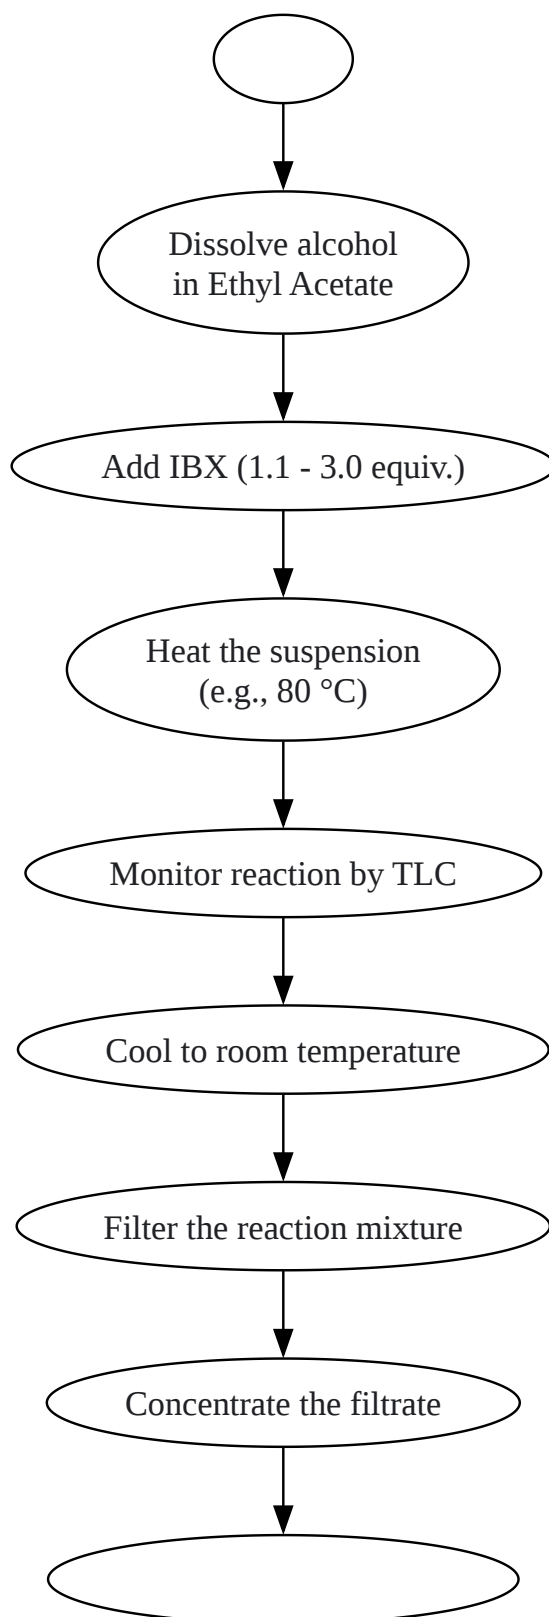 Dissolve alcohol
in Ethyl Acetate
Add IBX (1.1 - 3.0 equiv.)
Heat the suspension
(e.g., 80 °C)
Monitor reaction by TLC
Cool to room temperature
Filter the reaction mixture
Concentrate the filtrate